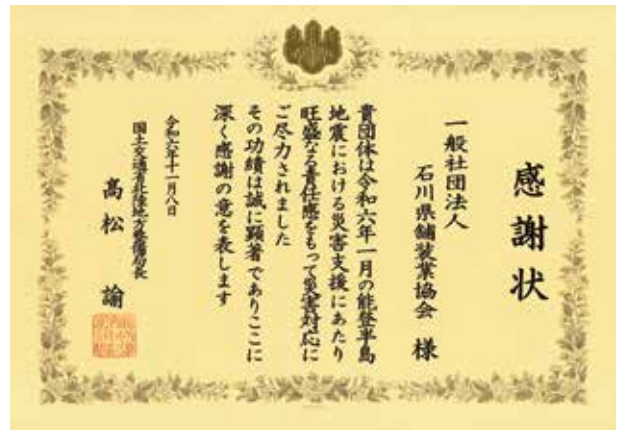 感謝状
一般社団法人
石川県舗装業協会 様
貴団体は令和六年一月の能登半島
地震における災害支援にあたり
旺盛なる責任感をもって災害対応に
ご尽力されました
その功績は誠に顕著でありここに
深く感謝の意を表します
令和六年十一月八日
国土交通省北陸地方整備局長
髙松 諭